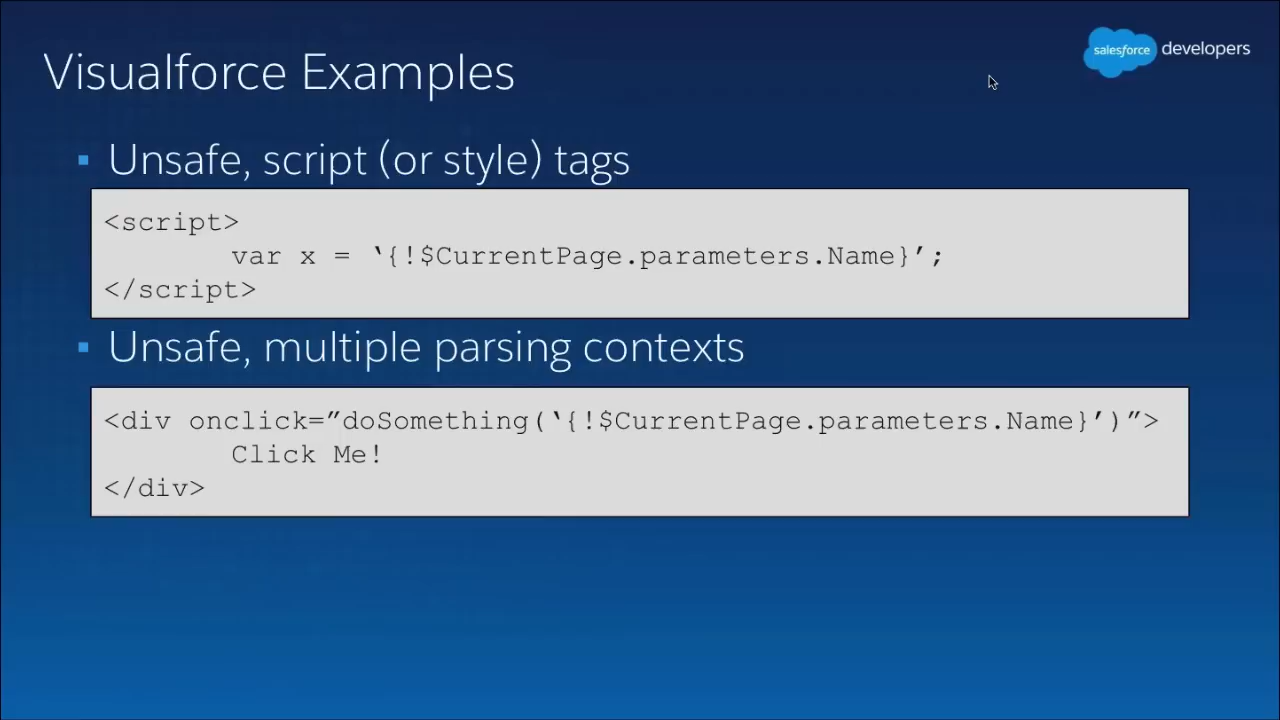 Visualforce Examples
salesforce developers
▪ Unsafe, script (or style) tags
<script>
var x = ‘{!$CurrentPage.parameters.Name}’;
</script>
▪ Unsafe, multiple parsing contexts
<div onclick=”doSomething(‘{!$CurrentPage.parameters.Name}’)”>
Click Me!
</div>